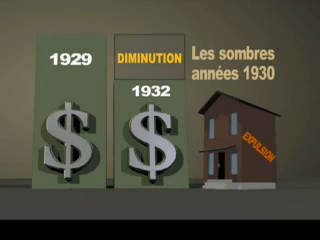 1929
DIMINUTION
1932
$
$
Les sombres
années 1930
EXPULSION